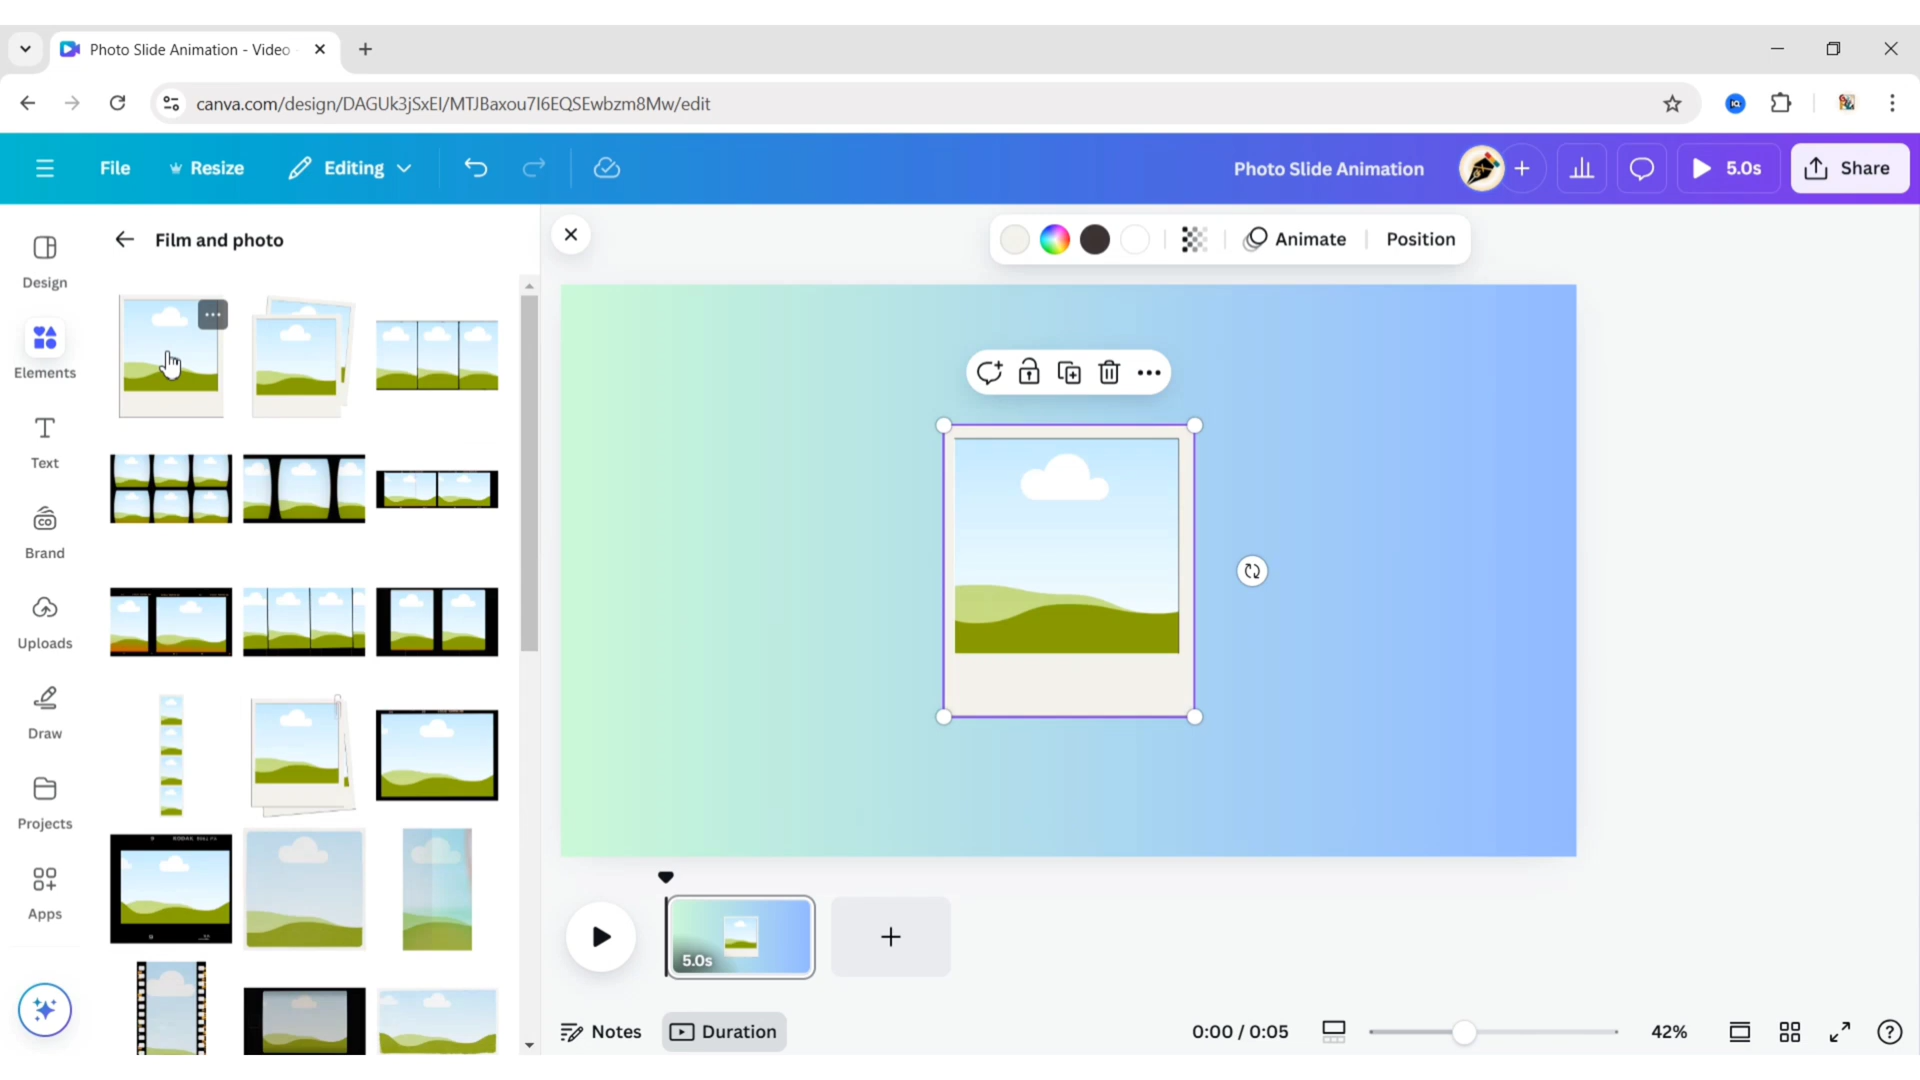 Photo Slide Animation - Video
canva.com/design/DAGUk3jSxEI/MTJBaxou7I6EQSEwbzm8Mw/edit
File
Resize
Editing
Photo Slide Animation
5.0s
Share
Design
Elements
Text
Brand
Uploads
Draw
Projects
Apps
Film and photo
Animate
Position
5.0s
Notes
Duration
0:00 / 0:05
42%